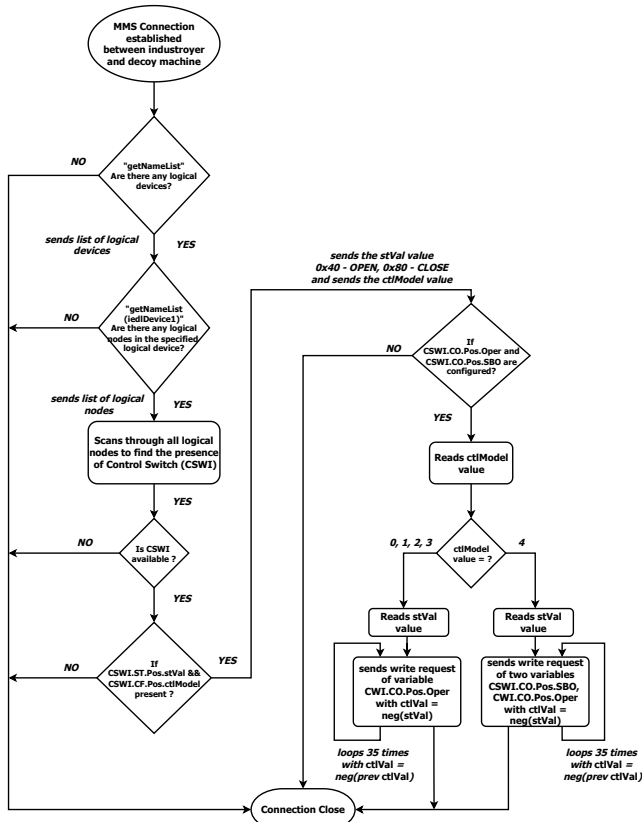 MMS Connection
established
between industroyer
and decoy machine
NO
"getNameList"
Are there any logical
devices?
sends list of logical
devices
YES
NO
"getNameList
(iedlDevice1)"
Are there any logical
nodes in the specified
logical device?
sends list of logical
nodes
YES
Scans through all logical
nodes to find the presence
of Control Switch (CSWI)
YES
NO
Is CSWI
available ?
YES
NO
If
CSWI.ST.Pos.stVal &&
CSWI.CF.Pos.ctlModel
present ?
YES
sends the stVal value
0x40 - OPEN, 0x80 - CLOSE
and sends the ctlModel value
NO
If
CSWI.CO.Pos.Oper and
CSWI.CO.Pos.SBO are
configured?
YES
Reads ctlModel
value
0, 1, 2, 3
ctlModel
value = ?
4
Reads stVal
value
sends write request
of variable
CWI.CO.Pos.Oper
with ctlVal =
neg(stVal)
loops 35 times
with ctlVal =
neg(prev ctlVal)
Reads stVal
value
sends write request
of two variables
CSWI.CO.Pos.SBO,
CWI.CO.Pos.Oper
with ctlVal =
neg(stVal)
loops 35 times
with ctlVal =
neg(prev ctlVal)
Connection Close